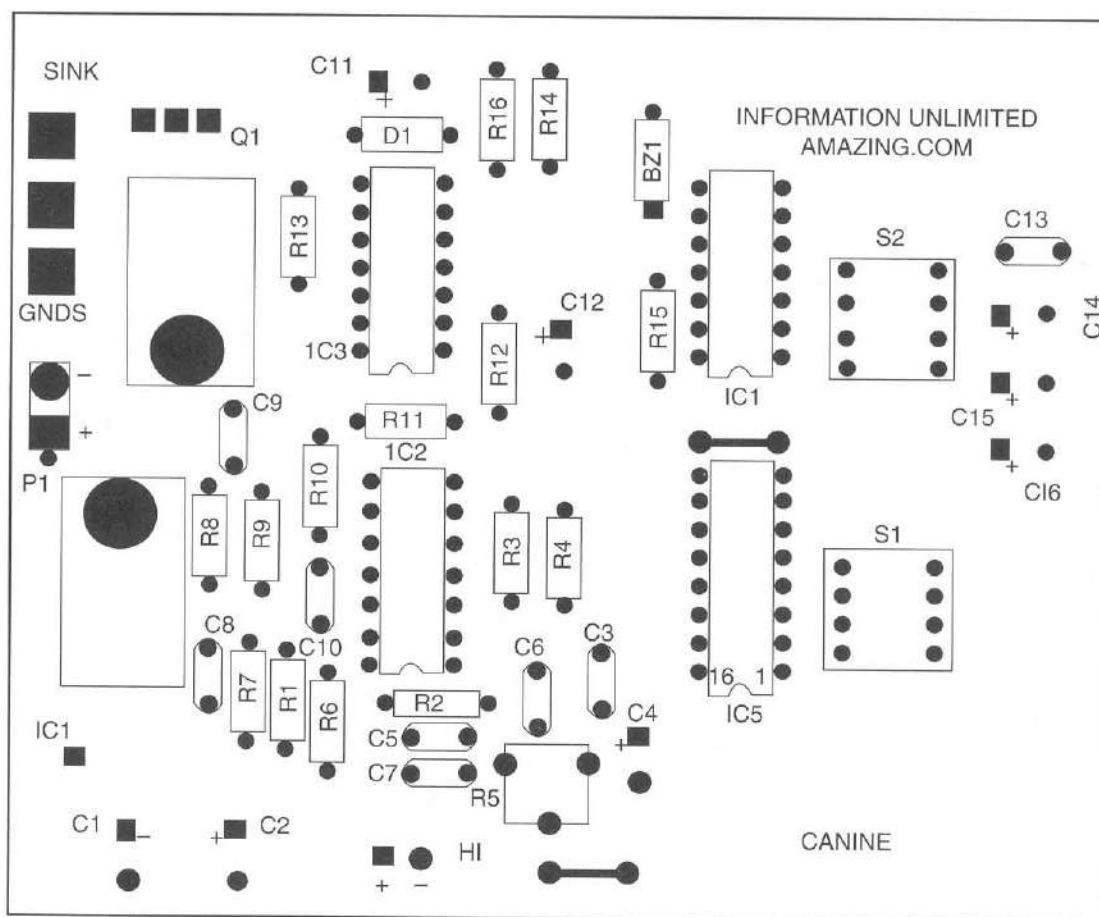 SINK
C11
+
Q1
D1
R16
R14
BZ1
INFORMATION UNLIMITED
AMAZING.COM
R13
S2
C13
GNDS
1C3
R12
+
C12
R15
+
C14
-
+
P1
C9
R11
1C2
IC1
+
C15
+
CI6
R10
R8
R9
R3
R4
S1
C8
C10
C6
C3
R7
R1
R6
R2
16 1
IC5
IC1
C5
C7
R5
+
C4
C1
-
+
C2
HI
+ -
CANINE